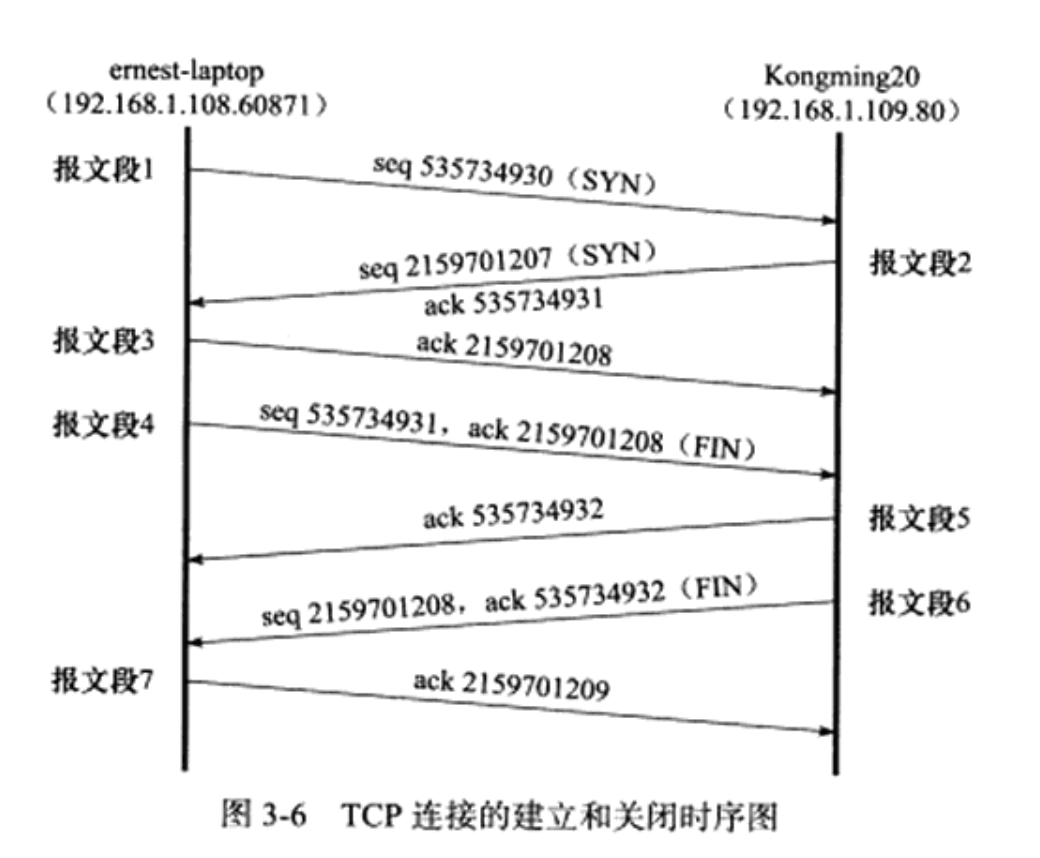 ernest-laptop
（192.168.1.108.60871）
Kongming20
（192.168.1.109.80）
报文段1
seq 535734930（SYN）
seq 2159701207（SYN）
报文段2
ack 535734931
报文段3
ack 2159701208
报文段4
seq 535734931，ack 2159701208（FIN）
ack 535734932
报文段5
seq 2159701208，ack 535734932（FIN）
报文段6
报文段7
ack 2159701209
图 3-6 TCP 连接的建立和关闭时序图